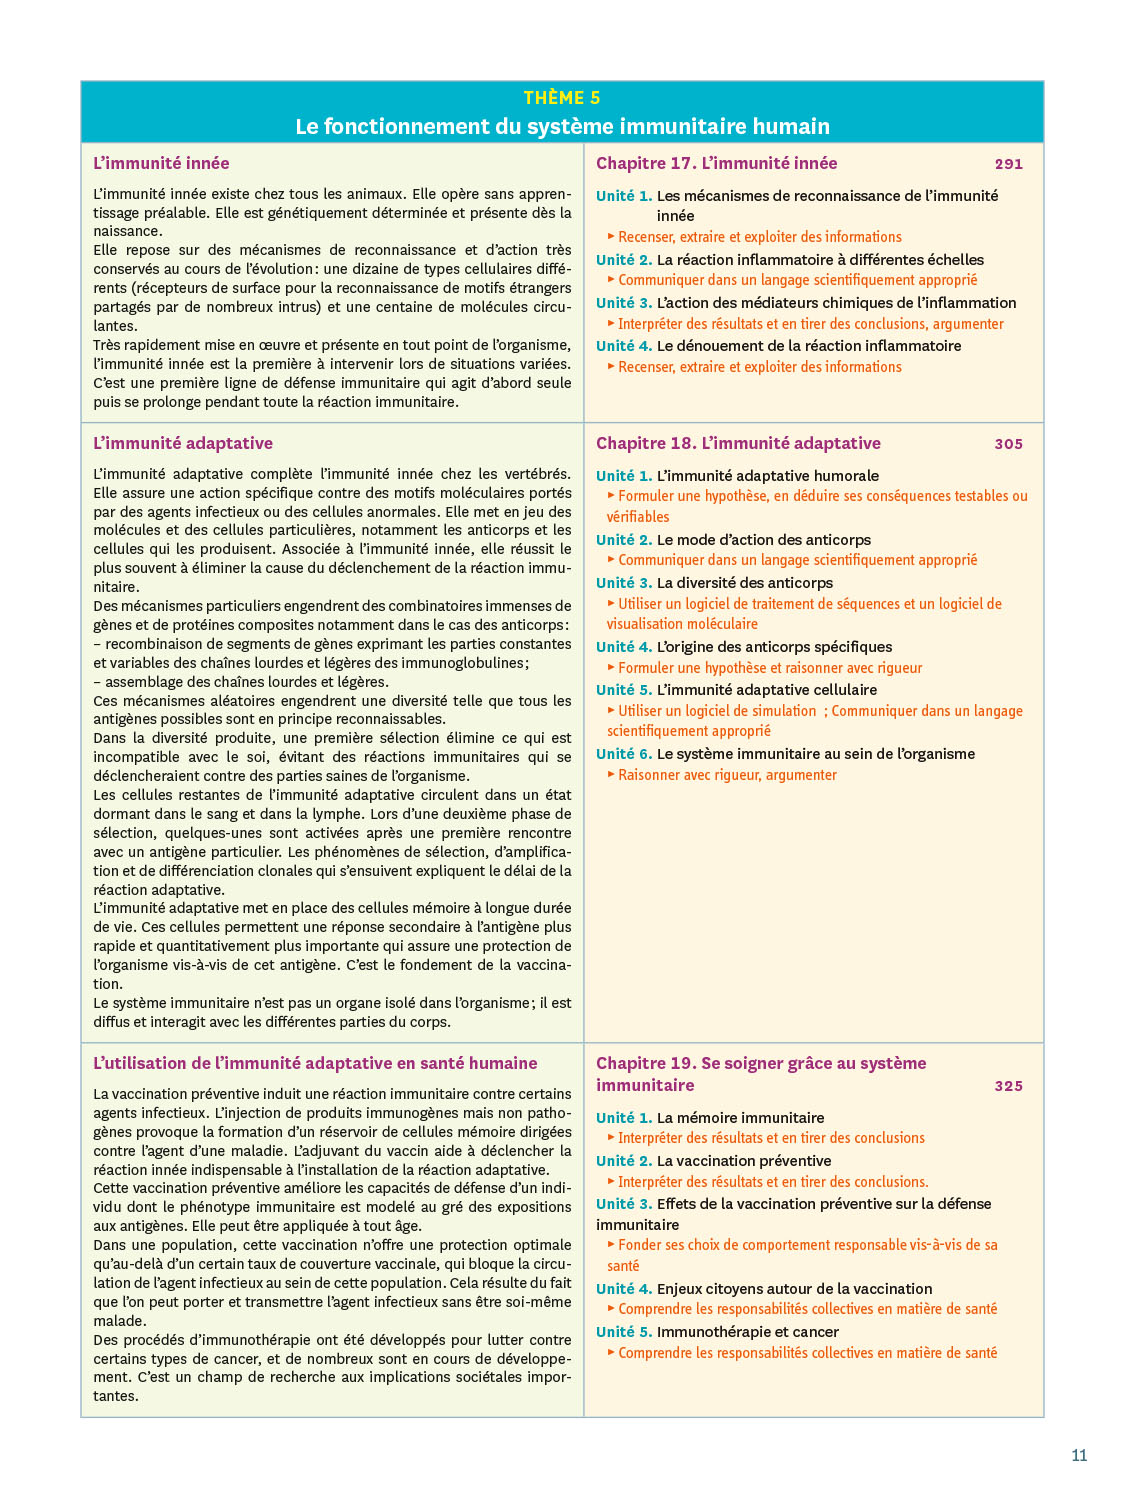 THÈME 5
Le fonctionnement du système immunitaire humain
L’immunité innée
L’immunité innée existe chez tous les animaux. Elle opère sans appren-
tissage préalable. Elle est génétiquement déterminée et présente dès la
naissance.
Elle repose sur des mécanismes de reconnaissance et d’action très
conservés au cours de l’évolution : une dizaine de types cellulaires diffé-
rents (récepteurs de surface pour la reconnaissance de motifs étrangers
partagés par de nombreux intrus) et une centaine de molécules circu-
lantes.
Très rapidement mise en œuvre et présente en tout point de l’organisme,
l’immunité innée est la première à intervenir lors de situations variées.
C’est une première ligne de défense immunitaire qui agit d’abord seule
puis se prolonge pendant toute la réaction immunitaire.
Chapitre 17. L’immunité innée 291
Unité 1. Les mécanismes de reconnaissance de l’immunité
innée
▸ Recenser, extraire et exploiter des informations
Unité 2. La réaction inflammatoire à différentes échelles
▸ Communiquer dans un langage scientifiquement approprié
Unité 3. L’action des médiateurs chimiques de l’inflammation
▸ Interpréter des résultats et en tirer des conclusions, argumenter
Unité 4. Le dénouement de la réaction inflammatoire
▸ Recenser, extraire et exploiter des informations
L’immunité adaptative
L’immunité adaptative complète l’immunité innée chez les vertébrés.
Elle assure une action spécifique contre des motifs moléculaires portés
par des agents infectieux ou des cellules anormales. Elle met en jeu des
molécules et des cellules particulières, notamment les anticorps et les
cellules qui les produisent. Associée à l’immunité innée, elle réussit le
plus souvent à éliminer la cause du déclenchement de la réaction immu-
nitaire.
Des mécanismes particuliers engendrent des combinatoires immenses de
gènes et de protéines composites notamment dans le cas des anticorps :
– recombinaison de segments de gènes exprimant les parties constantes
et variables des chaînes lourdes et légères des immunoglobulines ;
– assemblage des chaînes lourdes et légères.
Ces mécanismes aléatoires engendrent une diversité telle que tous les
antigènes possibles sont en principe reconnaissables.
Dans la diversité produite, une première sélection élimine ce qui est
incompatible avec le soi, évitant des réactions immunitaires qui se
déclencheraient contre des parties saines de l’organisme.
Les cellules restantes de l’immunité adaptative circulent dans un état
dormant dans le sang et dans la lymphe. Lors d’une deuxième phase de
sélection, quelques-unes sont activées après une première rencontre
avec un antigène particulier. Les phénomènes de sélection, d’amplifica-
tion et de différenciation clonales qui s’ensuivent expliquent le délai de la
réaction adaptative.
L’immunité adaptative met en place des cellules mémoire à longue durée
de vie. Ces cellules permettent une réponse secondaire à l’antigène plus
rapide et quantitativement plus importante qui assure une protection de
l’organisme vis-à-vis de cet antigène. C’est le fondement de la vaccina-
tion.
Le système immunitaire n’est pas un organe isolé dans l’organisme ; il est
diffus et interagit avec les différentes parties du corps.
Chapitre 18. L’immunité adaptative 305
Unité 1. L’immunité adaptative humorale
▸ Formuler une hypothèse, en déduire ses conséquences testables ou
vérifiables
Unité 2. Le mode d’action des anticorps
▸ Communiquer dans un langage scientifiquement approprié
Unité 3. La diversité des anticorps
▸ Utiliser un logiciel de traitement de séquences et un logiciel de
visualisation moléculaire
Unité 4. L’origine des anticorps spécifiques
▸ Formuler une hypothèse et raisonner avec rigueur
Unité 5. L’immunité adaptative cellulaire
▸ Utiliser un logiciel de simulation ; Communiquer dans un langage
scientifiquement approprié
Unité 6. Le système immunitaire au sein de l’organisme
▸ Raisonner avec rigueur, argumenter
L’utilisation de l’immunité adaptative en santé humaine
La vaccination préventive induit une réaction immunitaire contre certains
agents infectieux. L’injection de produits immunogènes mais non patho-
gènes provoque la formation d’un réservoir de cellules mémoire dirigées
contre l’agent d’une maladie. L’adjuvant du vaccin aide à déclencher la
réaction innée indispensable à l’installation de la réaction adaptative.
Cette vaccination préventive améliore les capacités de défense d’un indi-
vidu dont le phénotype immunitaire est modelé au gré des expositions
aux antigènes. Elle peut être appliquée à tout âge.
Dans une population, cette vaccination n’offre une protection optimale
qu’au-delà d’un certain taux de couverture vaccinale, qui bloque la circu-
lation de l’agent infectieux au sein de cette population. Cela résulte du fait
que l’on peut porter et transmettre l’agent infectieux sans être soi-même
malade.
Des procédés d’immunothérapie ont été développés pour lutter contre
certains types de cancer, et de nombreux sont en cours de développe-
ment. C’est un champ de recherche aux implications sociétales impor-
tantes.
Chapitre 19. Se soigner grâce au système
immunitaire 325
Unité 1. La mémoire immunitaire
▸ Interpréter des résultats et en tirer des conclusions
Unité 2. La vaccination préventive
▸ Interpréter des résultats et en tirer des conclusions.
Unité 3. Effets de la vaccination préventive sur la défense
immunitaire
▸ Fonder ses choix de comportement responsable vis-à-vis de sa
santé
Unité 4. Enjeux citoyens autour de la vaccination
▸ Comprendre les responsabilités collectives en matière de santé
Unité 5. Immunothérapie et cancer
▸ Comprendre les responsabilités collectives en matière de santé
11